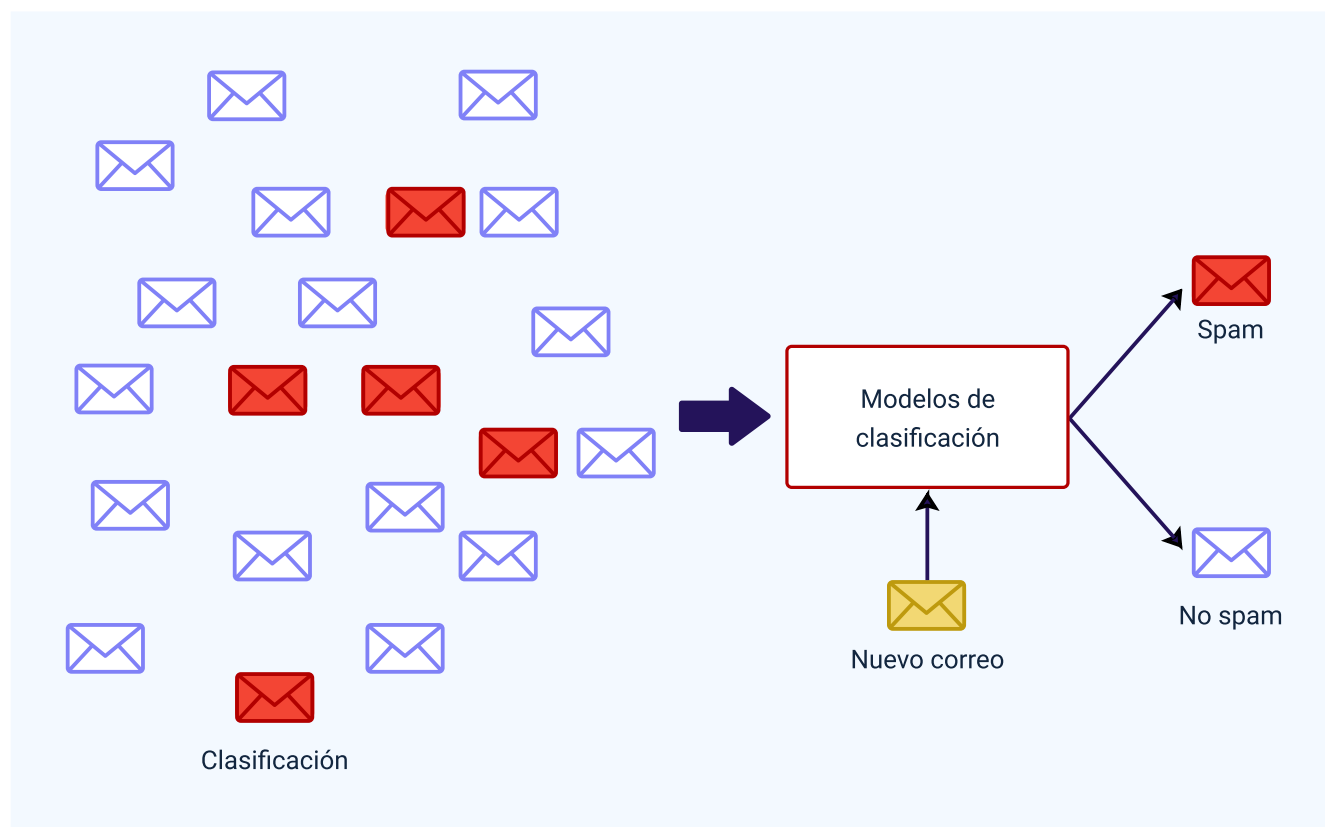 Spam
Modelos de
clasificación
No spam
Nuevo correo
Clasificación